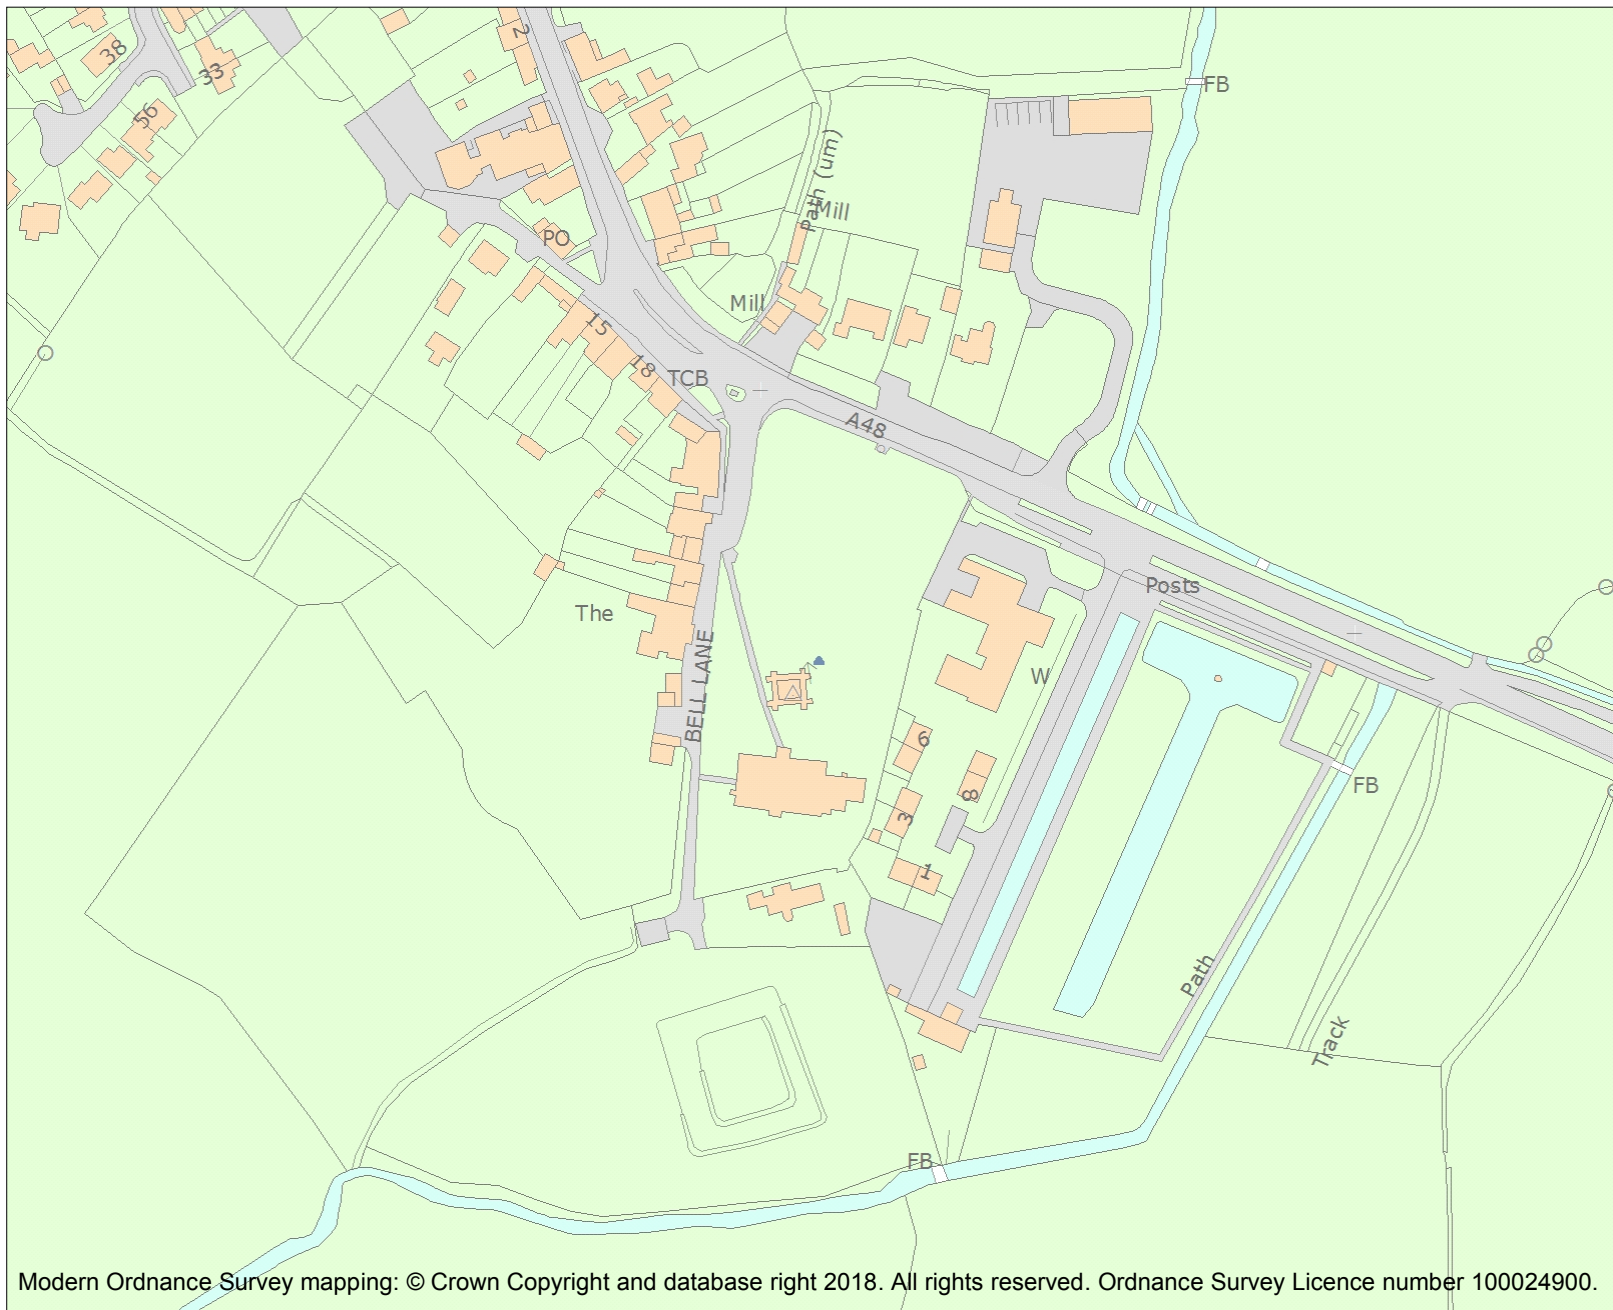 2
38
33
56
FB
Path (um)
Mill
PO
Mill
15
18
TCB
A48
Posts
The
BELL LANE
W
6
8
3
1
FB
Path
Track
FB
Modern Ordnance Survey mapping: © Crown Copyright and database right 2018. All rights reserved. Ordnance Survey Licence number 100024900.